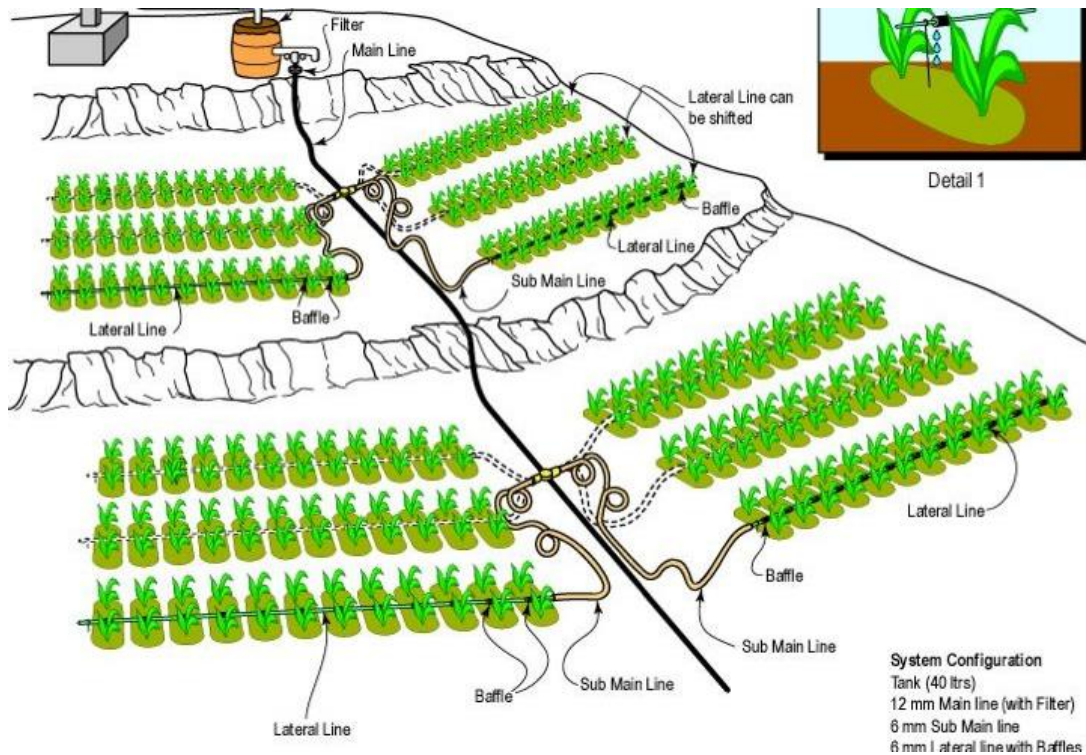 Filter
Main Line
Lateral Line can
be shifted
Detail 1
Baffle
Lateral Line
Sub Main Line
Baffle
Lateral Line
Lateral Line
Baffle
Sub Main Line
Sub Main Line
Baffle
Lateral Line
System Configuration
Tank (40 ltrs)
12 mm Main line (with Filter)
6 mm Sub Main line
6 mm Lateral line with Baffles